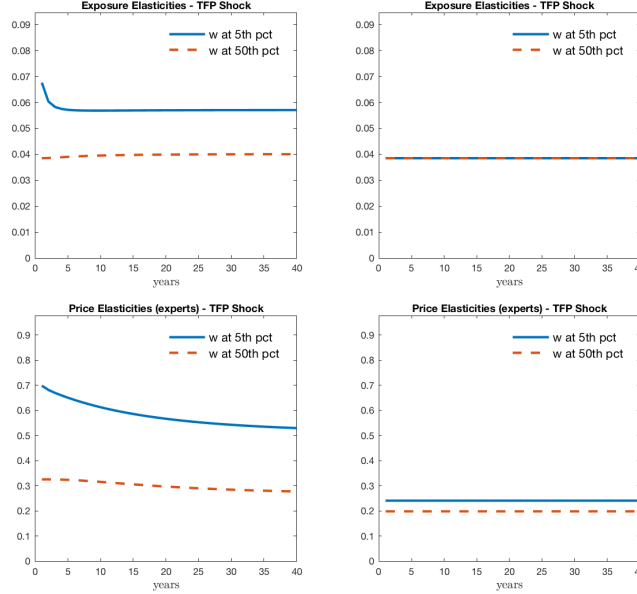 Exposure Elasticities - TFP Shock
0.09
0.08
0.07
0.06
0.05
0.04
0.03
0.02
0.01
0
w at 5th pct
w at 50th pct
0 5 10 15 20 25 30 35 40
years
Exposure Elasticities - TFP Shock
0.09
0.08
0.07
0.06
0.05
0.04
0.03
0.02
0.01
0
w at 5th pct
w at 50th pct
0 5 10 15 20 25 30 35 40
years
Price Elasticities (experts) - TFP Shock
0.9
0.8
0.7
0.6
0.5
0.4
0.3
0.2
0.1
0
w at 5th pct
w at 50th pct
0 5 10 15 20 25 30 35 40
years
Price Elasticities (experts) - TFP Shock
0.9
0.8
0.7
0.6
0.5
0.4
0.3
0.2
0.1
0
w at 5th pct
w at 50th pct
0 5 10 15 20 25 30 35 40
years